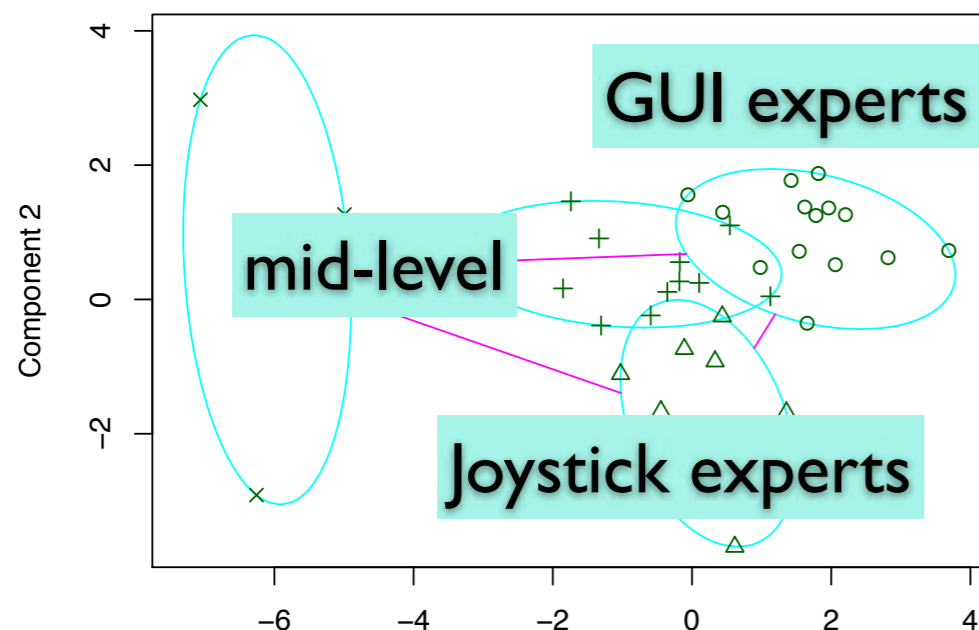 4
GUI experts
2
Component 2
mid-level
0
−2
Joystick experts
−6 −4 −2 0 2 4